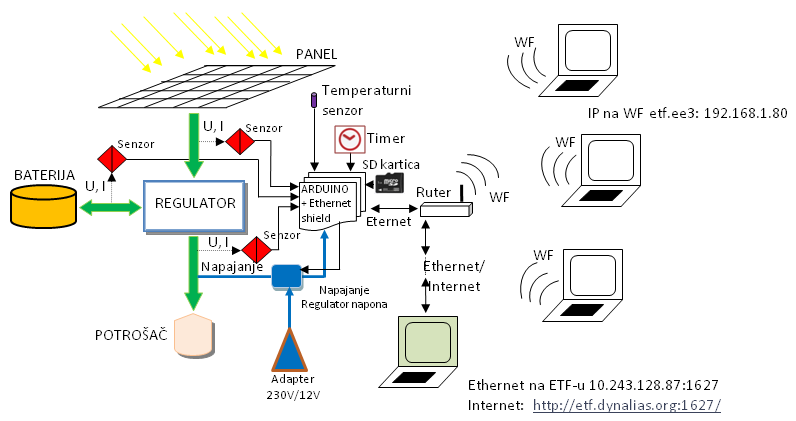 PANEL
WF
Temperaturni
senzor
IP na WF etf.ee3: 192.168.1.80
U, I
Senzor
Timer
Senzor
SD kartica
WF
BATERIJA
U, I
REGULATOR
ARDUINO
+ Ethernet
shield
Ruter
WF
Eternet
U, I
Senzor
Napajanje
Ethernet/
Internet
WF
Napajanje
Regulator napona
POTROŠAČ
Adapter
230V/12V
Ethernet na ETF-u 10.243.128.87:1627
Internet: http://etf.dynalias.org:1627/